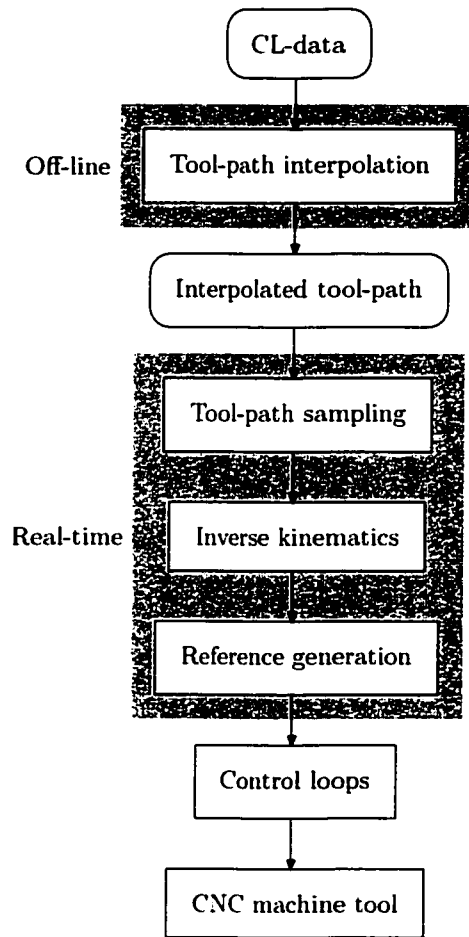 CL-data
Off-line
Tool-path interpolation
Interpolated tool-path
Tool-path sampling
Real-time
Inverse kinematics
Reference generation
Control loops
CNC machine tool